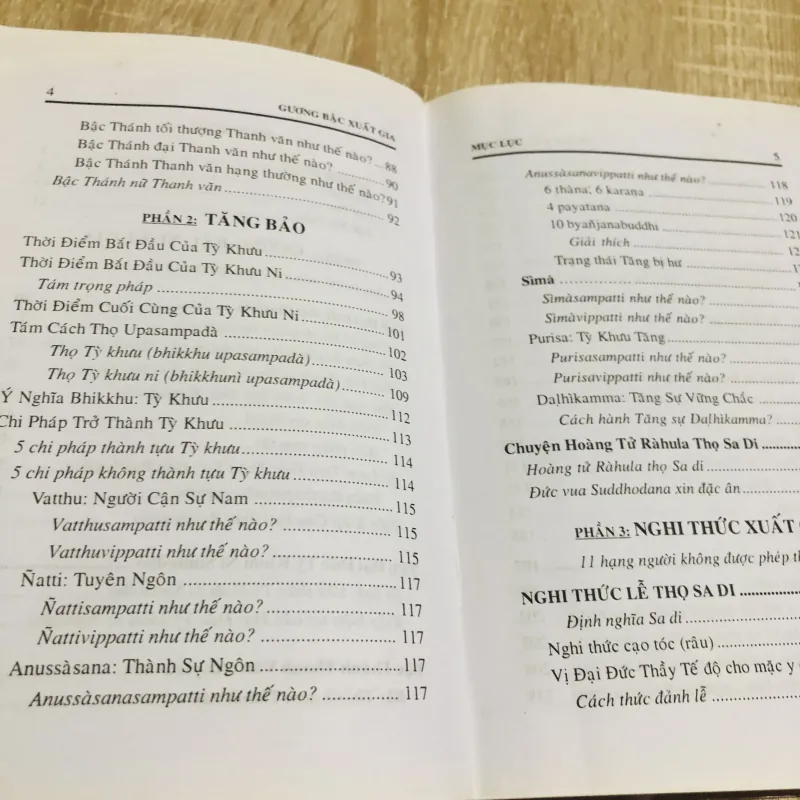 4
GƯƠNG BẬC XUẤT GIA
Bậc Thánh tối thượng Thanh văn như thế nào? ...88
Bậc Thánh đại Thanh văn như thế nào? ............ 90
Bậc Thánh Thanh văn hạng thường như thế nào?91
Bậc Thánh nữ Thanh văn ................................ 92
PHẦN 2: TĂNG BẢO
Thời Điểm Bắt Đầu Của Tỳ Khưu ...................... 93
Thời Điểm Bắt Đầu Của Tỳ Khưu Ni .................. 94
Tám trọng pháp ........................................ 98
Thời Điểm Cuối Cùng Của Tỳ Khưu Ni ............... 101
Tám Cách Thọ Upasampadà ........................... 102
Thọ Tỳ khưu (bhikkhu upasampadà) ................ 103
Thọ Tỳ khưu ni (bhikkhunì upasampadà) ........... 109
Ý Nghĩa Bhikkhu: Tỳ Khưu ............................ 112
Chi Pháp Trở Thành Tỳ Khưu ......................... 113
5 chi pháp thành tựu Tỳ khưu ......................... 114
5 chi pháp không thành tựu Tỳ khưu ................. 114
Vatthu: Người Cận Sự Nam ........................... 115
Vatthusampatti như thế nào? ......................... 115
Vatthuvippatti như thế nào? .......................... 115
Ñatti: Tuyên Ngôn .................................... 117
Ñattisampatti như thế nào? ........................... 117
Ñattivippatti như thế nào? ............................ 117
Anussàsana: Thành Sự Ngôn ......................... 117
Anussàsanasampatti như thế nào? ................... 117
MỤC LỤC
5
Anussàsanavippatti như thế nào? .................... 118
6 thàna, 6 karana ..................................... 119
4 payatana ............................................ 120
10 byañjanabuddhi ................................... 121
Giải thích .............................................. 12
Trạng thái Tăng bị hư ................................. 1
Sìmà ...................
Sìmàsampatti như thế nào? ...................
Sìmàvippatti như thế nào? ...................
Purisa: Tỳ Khưu Tăng ...................
Purisasampatti như thế nào? ...................
Purisavippatti như thế nào? ...................
Daḷhìkamma: Tăng Sự Vững Chắc ...................
Cách hành Tăng sự Daḷhìkamma? ..........
Chuyện Hoàng Tử Ràhula Thọ Sa Di ..........
Hoàng tử Ràhula thọ Sa di ...................
Đức vua Suddhodana xin đặc ân ..............
PHẦN 3: NGHI THỨC XUẤT
11 hạng người không được phép
NGHI THỨC LỄ THỌ SA DI ...................
Định nghĩa Sa di ...................
Nghi thức cạo tóc (râu) ...................
Vị Đại Đức Thầy Tế độ cho mặc y
Cách thức đảnh lễ ...................